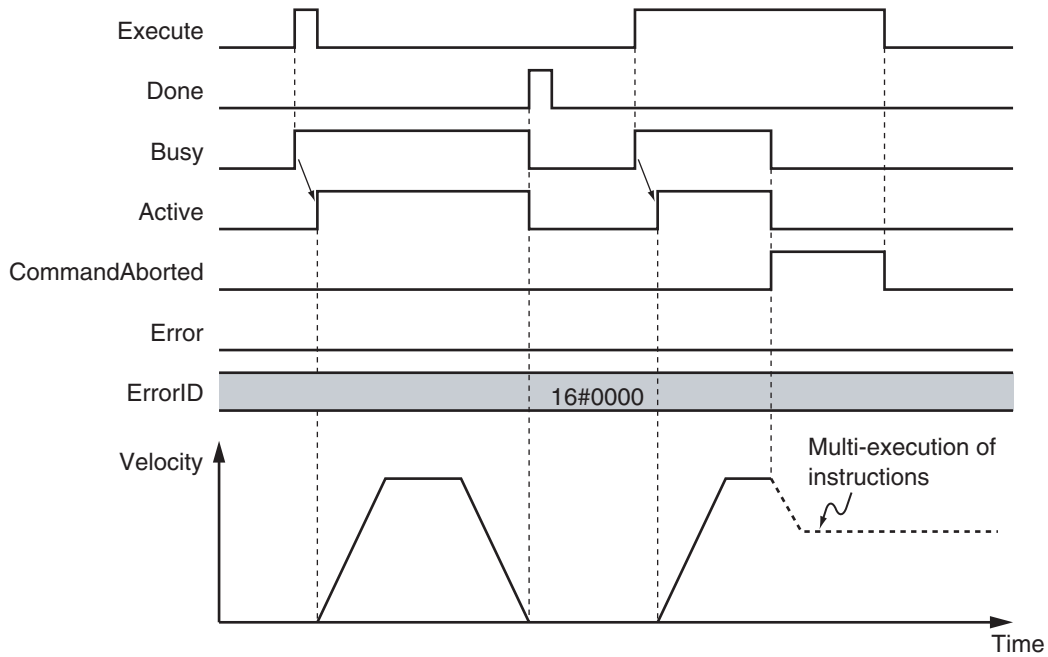 Execute
Done
Busy
Active
CommandAborted
Error
ErrorID
16#0000
Velocity
Multi-execution of
instructions
Time